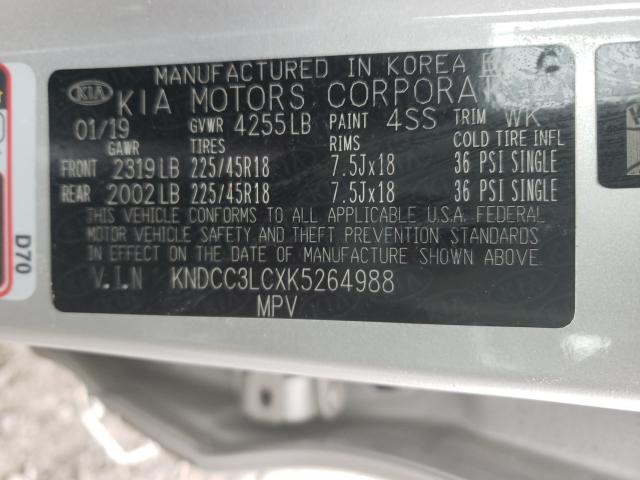 MANUFACTURED IN KOREA
KIA KIA MOTORS CORPORAT
01/19 GVWR 4255LB PAINT 4SS TRIM WK
GAWR TIRES RIMS COLD TIRE INFL
FRONT 2319LB 225/45R18 7.5Jx18 36 PSI SINGLE
REAR 2002LB 225/45R18 7.5Jx18 36 PSI SINGLE
THIS VEHICLE CONFORMS TO ALL APPLICABLE U.S.A. FEDERAL
MOTOR VEHICLE SAFETY AND THEFT PREVENTION STANDARDS
IN EFFECT ON THE DATE OF MANUFACTURE SHOWN ABOVE.
V.I.N KNDCC3LCXK5264988
MPV
D70